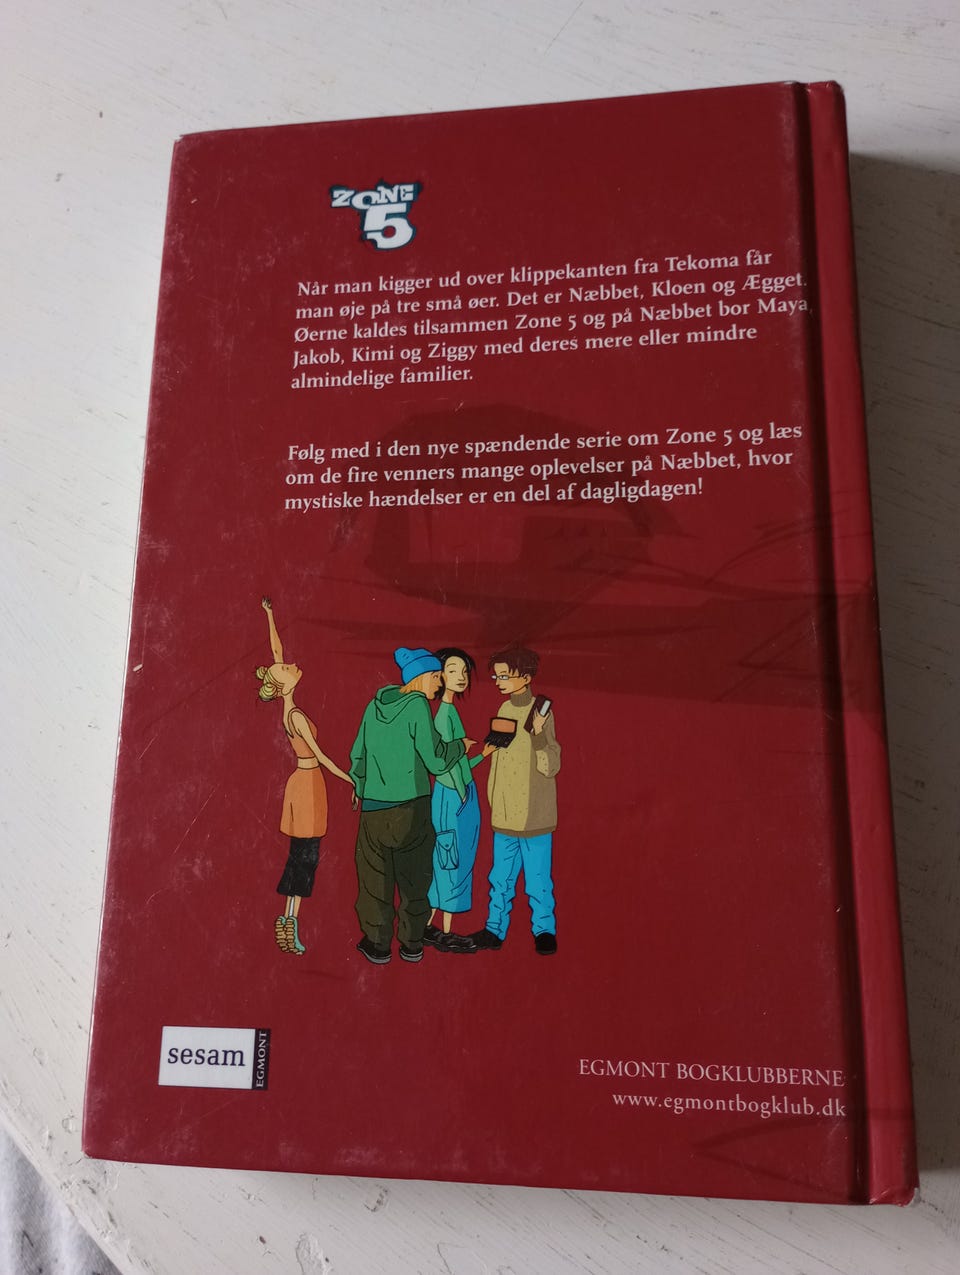 ZONE
5
Når man kigger ud over klippekanten fra Tekoma får
man øje på tre små øer. Det er Næbbet, Kloen og Ægget.
Øerne kaldes tilsammen Zone 5 og på Næbbet bor Maya,
Jakob, Kimi og Ziggy med deres mere eller mindre
almindelige familier.
Følg med i den nye spændende serie om Zone 5 og læs
om de fire venners mange oplevelser på Næbbet, hvor
mystiske hændelser er en del af dagligdagen!
sesam
EGMONT
EGMONT BOGKLUBBERNE
www.egmontbogklub.dk